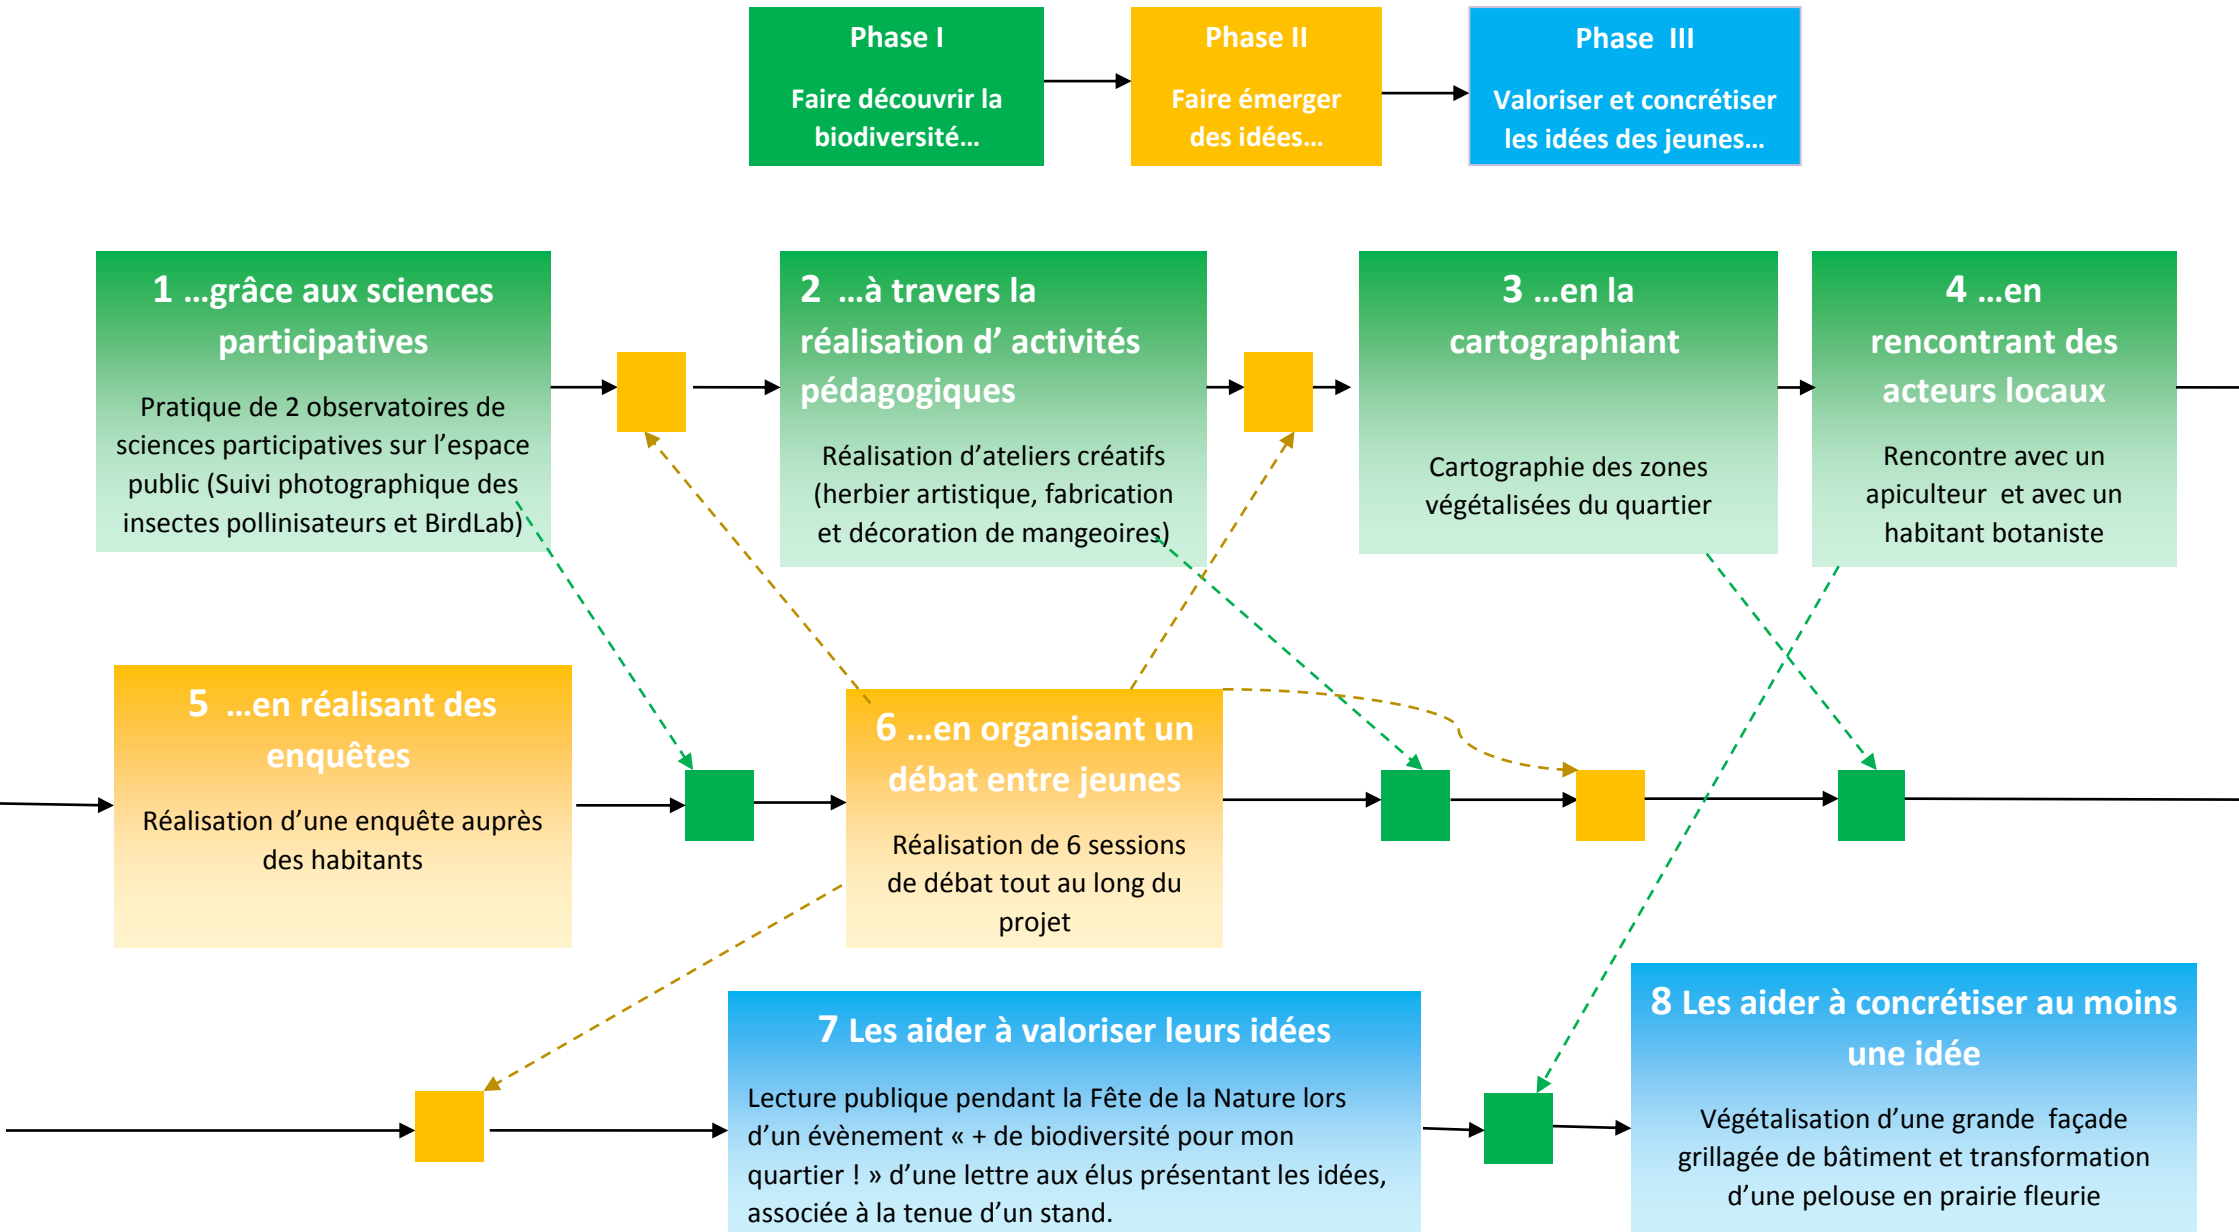 Phase I
Faire découvrir la
biodiversité…
Phase II
Faire émerger
des idées…
Phase III
Valoriser et concrétiser
les idées des jeunes…
1 …grâce aux sciences
participatives
Pratique de 2 observatoires de
sciences participatives sur l’espace
public (Suivi photographique des
insectes pollinisateurs et BirdLab)
2 …à travers la
réalisation d’ activités
pédagogiques
Réalisation d’ateliers créatifs
(herbier artistique, fabrication
et décoration de mangeoires)
3 …en la
cartographiant
Cartographie des zones
végétalisées du quartier
4 …en
rencontrant des
acteurs locaux
Rencontre avec un
apiculteur et avec un
habitant botaniste
5 …en réalisant des
enquêtes
Réalisation d’une enquête auprès
des habitants
6 …en organisant un
débat entre jeunes
Réalisation de 6 sessions
de débat tout au long du
projet
7 Les aider à valoriser leurs idées
Lecture publique pendant la Fête de la Nature lors
d’un évènement « + de biodiversité pour mon
quartier ! » d’une lettre aux élus présentant les idées,
associée à la tenue d’un stand.
8 Les aider à concrétiser au moins
une idée
Végétalisation d’une grande façade
grillagée de bâtiment et transformation
d’une pelouse en prairie fleurie